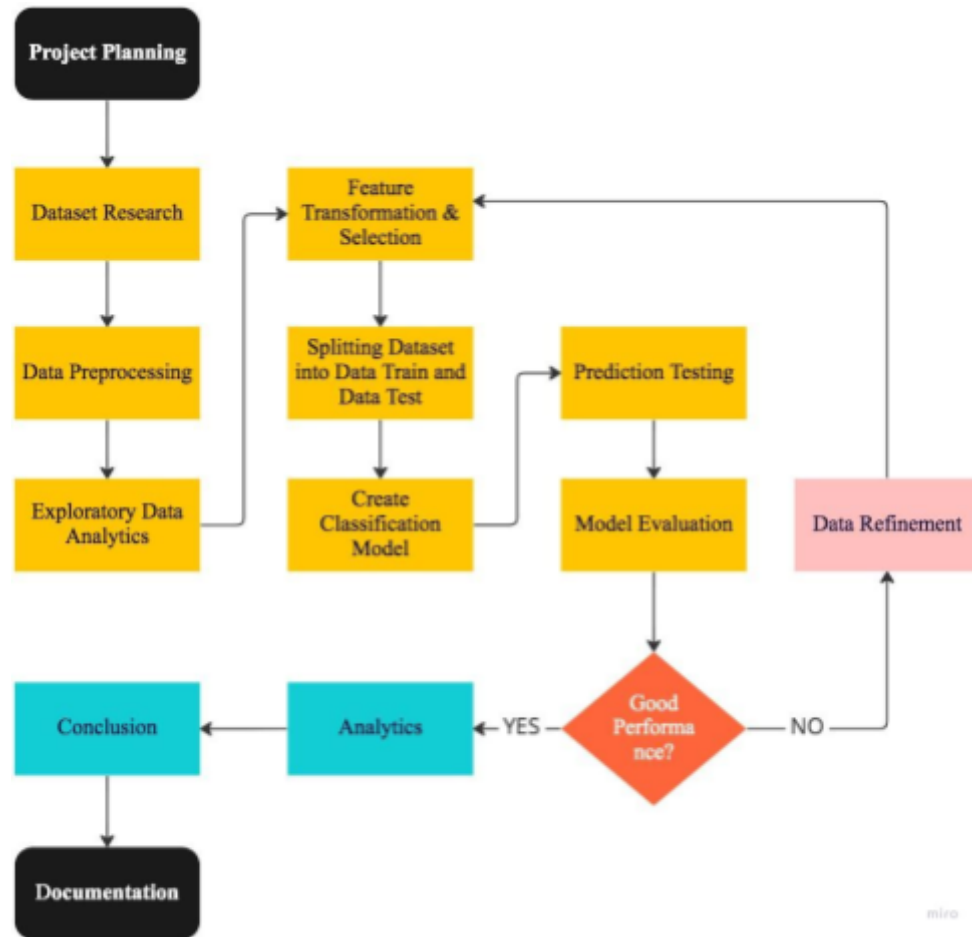 Project Planning
Dataset Research
Data Preprocessing
Exploratory Data
Analytics
Feature
Transformation &
Selection
Splitting Dataset
into Data Train and
Data Test
Create
Classification
Model
Prediction Testing
Model Evaluation
Good
Performa
nce?
NO
Data Refinement
YES
Analytics
Conclusion
Documentation
miro